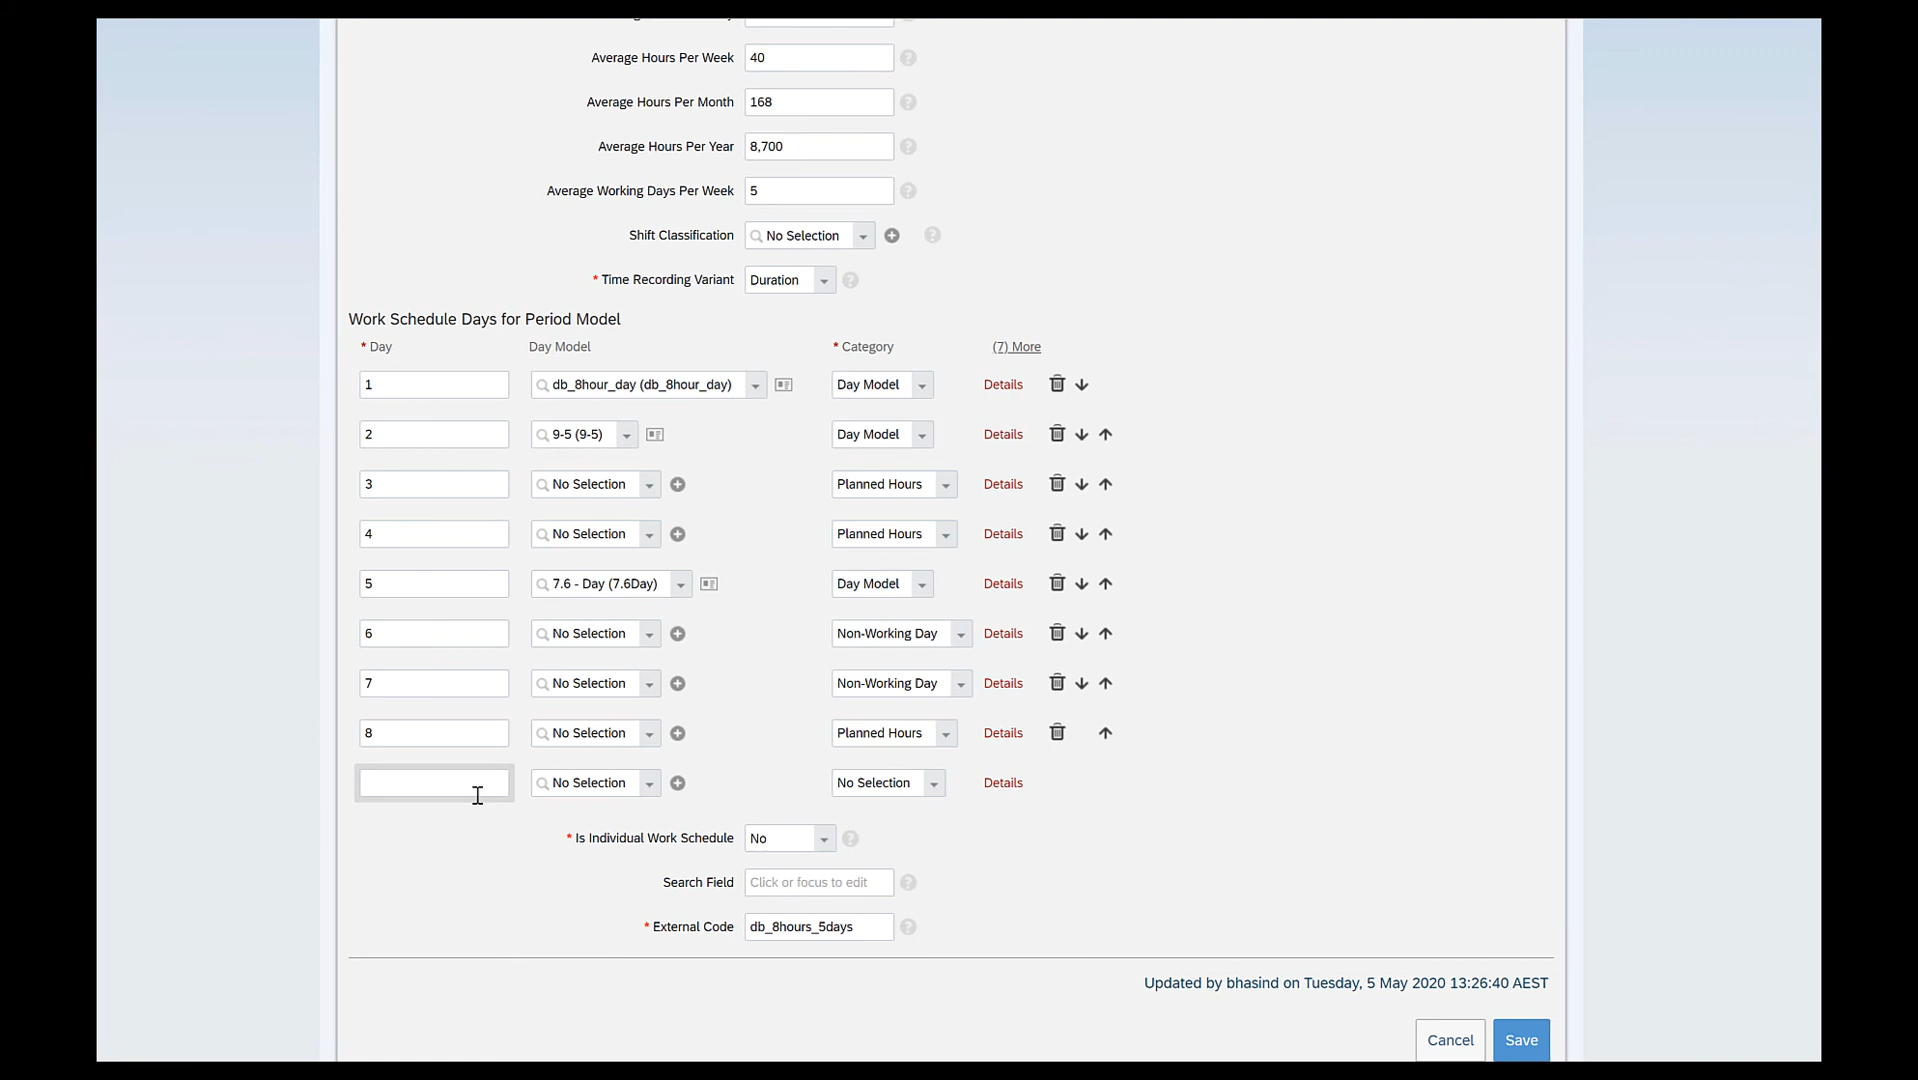 Average Hours Per Week 40
Average Hours Per Month 168
Average Hours Per Year 8,700
Average Working Days Per Week 5
Shift Classification No Selection
* Time Recording Variant Duration
Work Schedule Days for Period Model
* Day Day Model * Category (7) More
1 db_8hour_day (db_8hour_day) Day Model Details
2 9-5 (9-5) Day Model Details
3 No Selection Planned Hours Details
4 No Selection Planned Hours Details
5 7.6 - Day (7.6Day) Day Model Details
6 No Selection Non-Working Day Details
7 No Selection Non-Working Day Details
8 No Selection Planned Hours Details
No Selection No Selection Details
* Is Individual Work Schedule No
Search Field Click or focus to edit
* External Code db_8hours_5days
Updated by bhasind on Tuesday, 5 May 2020 13:26:40 AEST
Cancel Save